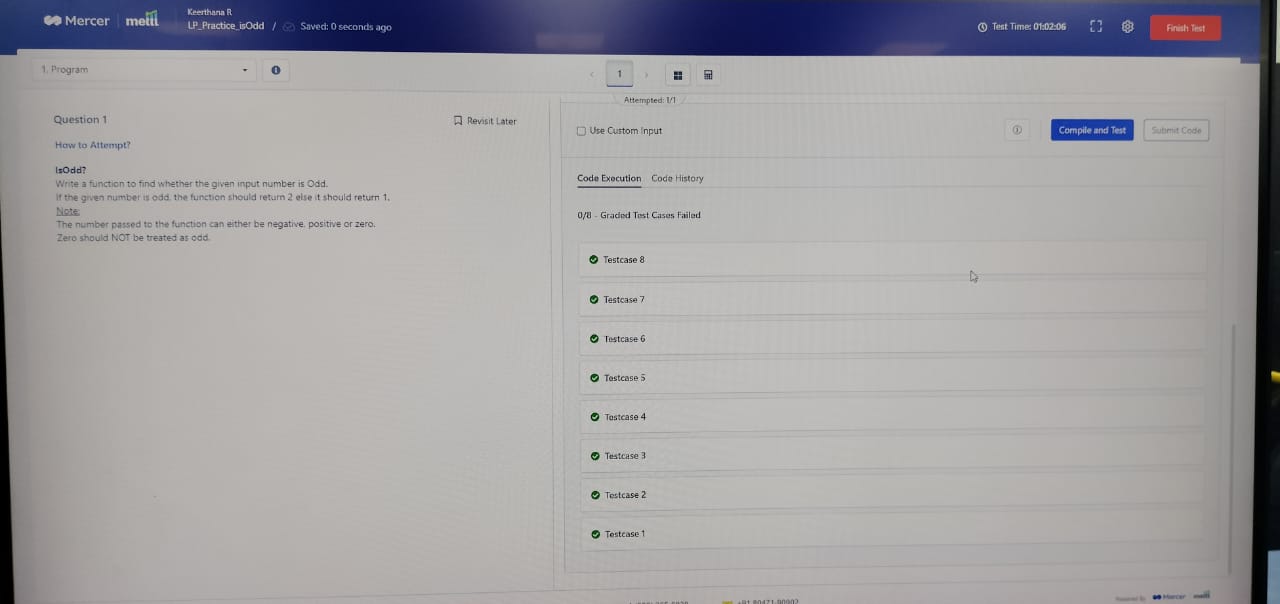 Mercer | mettl
Keerthana R
LP_Practice_isOdd / Saved: 0 seconds ago
Test Time: 01:02:06
Finish Test
1. Program
1
Attempted: 1/1
Question 1
Revisit Later
How to Attempt?
IsOdd?
Write a function to find whether the given input number is Odd.
If the given number is odd, the function should return 2 else it should return 1.
Note:
The number passed to the function can either be negative, positive or zero.
Zero should NOT be treated as odd.
Use Custom Input
Compile and Test
Submit Code
Code Execution Code History
0/8 - Graded Test Cases Failed
Testcase 8
Testcase 7
Testcase 6
Testcase 5
Testcase 4
Testcase 3
Testcase 2
Testcase 1
Powered By Mercer mettl